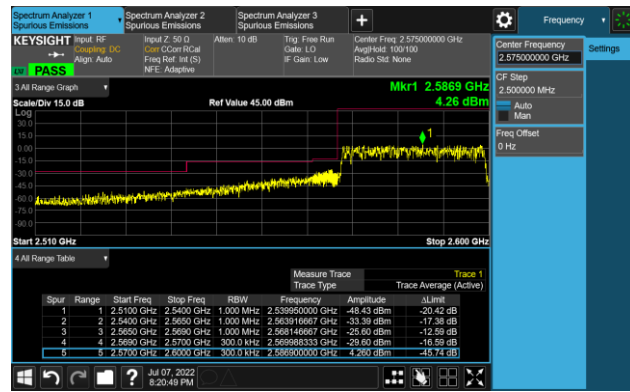 Spectrum Analyzer 1
Spurious Emissions
Spectrum Analyzer 2
Spurious Emissions
Spectrum Analyzer 3
Spurious Emissions
+
Frequency
KEYSIGHT
Input: RF
Coupling: DC
Align: Auto
Input Z: 50 Ω
Corr CCorr RCal
Freq Ref: Int (S)
NFE: Adaptive
Atten: 10 dB
Trig: Free Run
Gate: LO
IF Gain: Low
Center Freq: 2.575000000 GHz
Avg|Hold: 100/100
Radio Std: None
PASS
Center Frequency
2.575000000 GHz
Settings
CF Step
2.500000 MHz
Auto
Man
Freq Offset
0 Hz
3 All Range Graph
Mkr1 2.5869 GHz
Scale/Div 15.0 dB
Ref Value 45.00 dBm
4.26 dBm
Log
30.0
15.0
0.00
-15.0
-30.0
-45.0
-60.0
-75.0
-90.0
1
Start 2.510 GHz
Stop 2.600 GHz
4 All Range Table
Measure Trace Trace 1
Trace Type Trace Average (Active)
Spur Range Start Freq Stop Freq RBW Frequency Amplitude ΔLimit
1 1 2.5100 GHz 2.5400 GHz 1.000 MHz 2.539950000 GHz -48.43 dBm -20.42 dB
2 2 2.5400 GHz 2.5650 GHz 1.000 MHz 2.563916667 GHz -33.39 dBm -17.38 dB
3 3 2.5650 GHz 2.5690 GHz 1.000 MHz 2.568146667 GHz -25.60 dBm -12.59 dB
4 4 2.5690 GHz 2.5700 GHz 300.0 kHz 2.569988333 GHz -29.60 dBm -16.59 dB
5 5 2.5700 GHz 2.6000 GHz 300.0 kHz 2.586900000 GHz 4.260 dBm -45.74 dB
?
Jul 07, 2022
8:20:49 PM